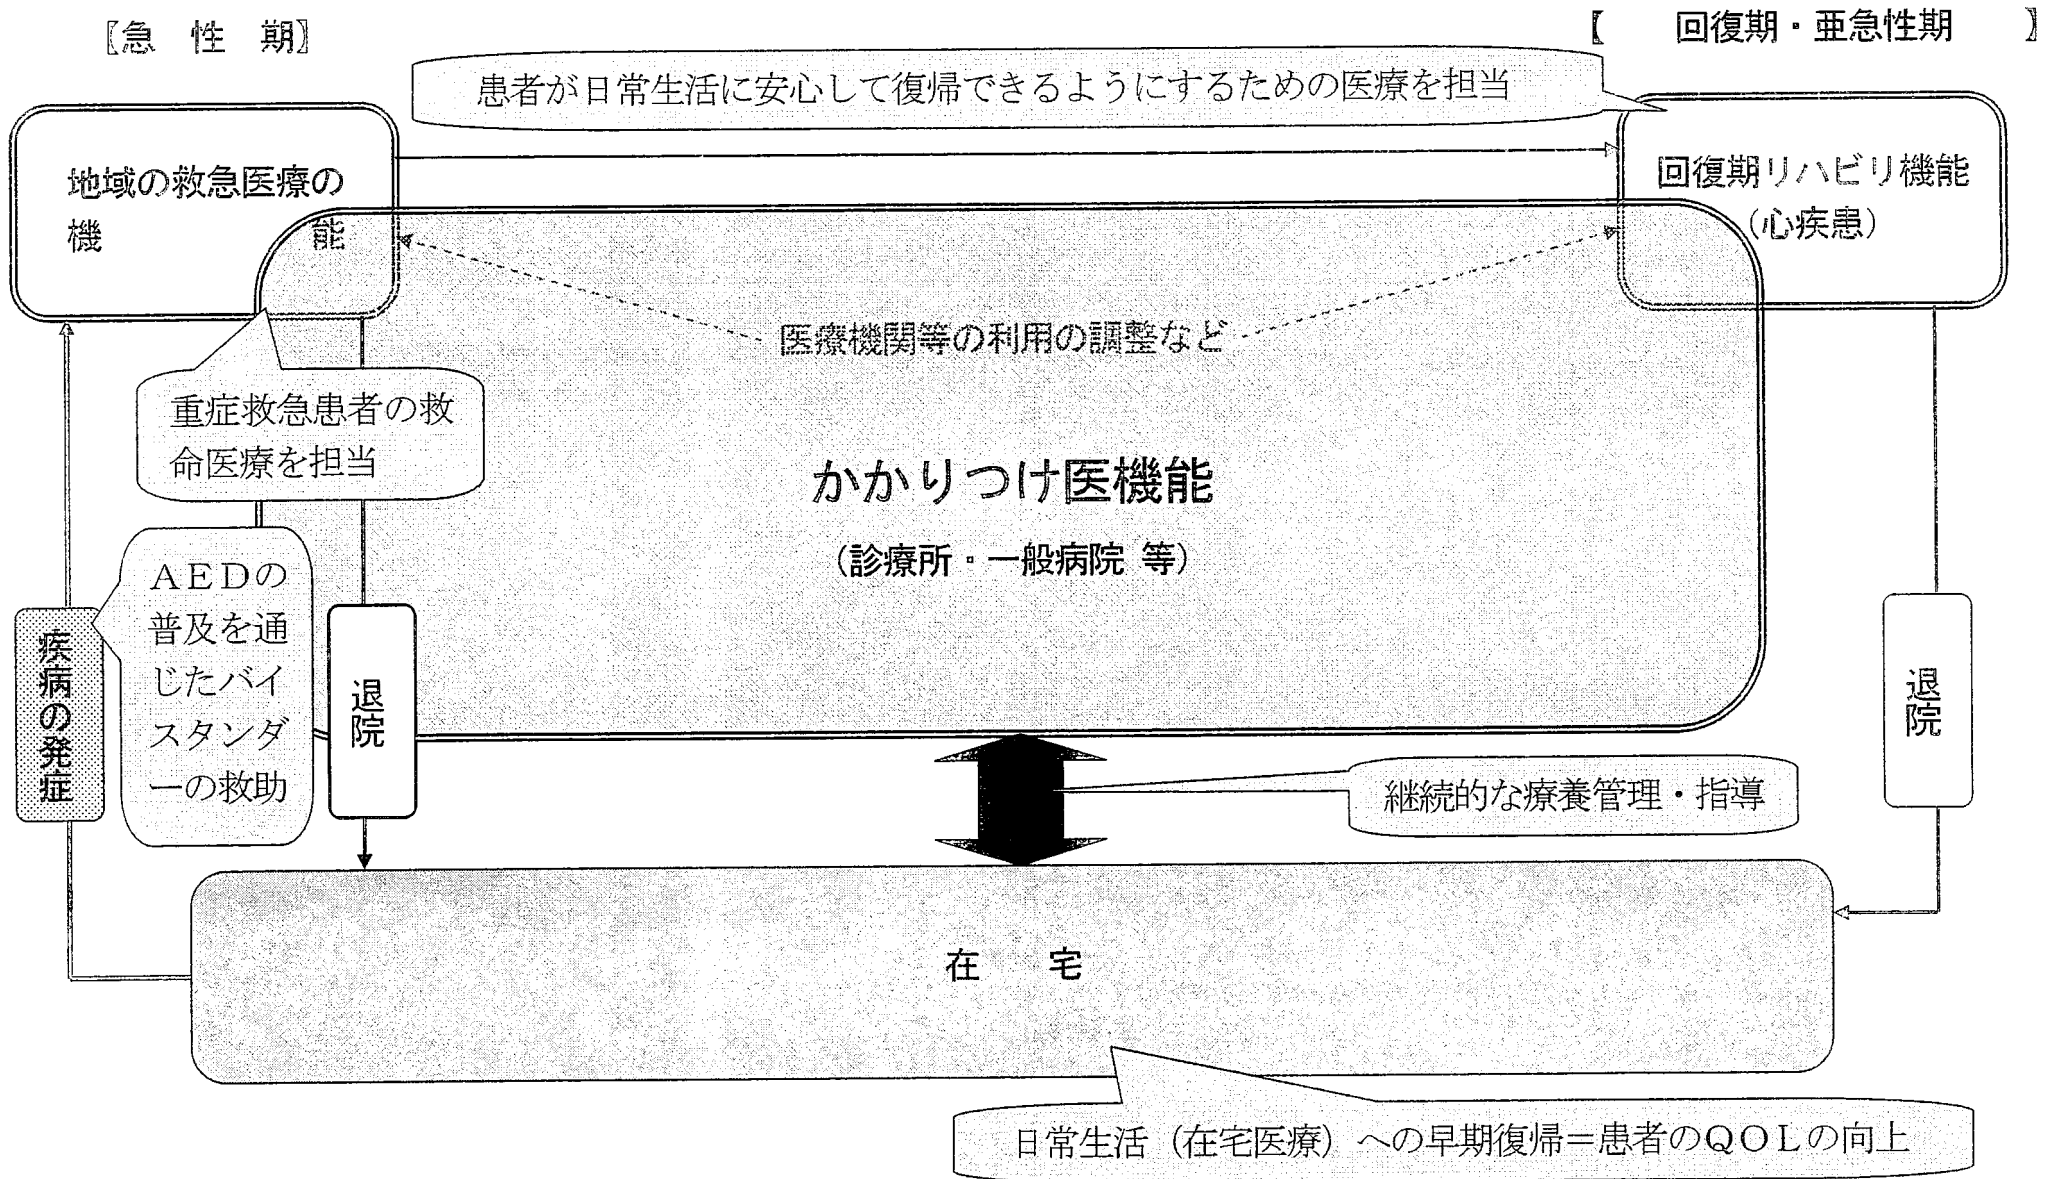 〖急　性　期〗
【　　回復期・亜急性期　　】
患者が日常生活に安心して復帰できるようにするための医療を担当
地域の救急医療の
機　　　　　　能
回復期リハビリ機能
（心疾患）
医療機関等の利用の調整など
重症救急患者の救
命医療を担当
かかりつけ医機能
（診療所・一般病院 等）
ＡＥＤの
普及を通
じたバイ
スタンダ
ーの救助
疾病の発症
退院
退院
継続的な療養管理・指導
在　　宅
日常生活（在宅医療）への早期復帰＝患者のＱＯＬの向上